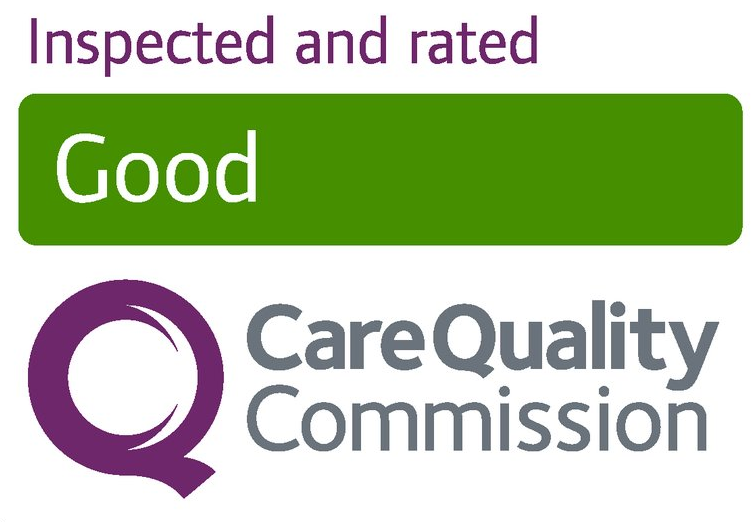 Inspected and rated
Good
CareQuality
Commission